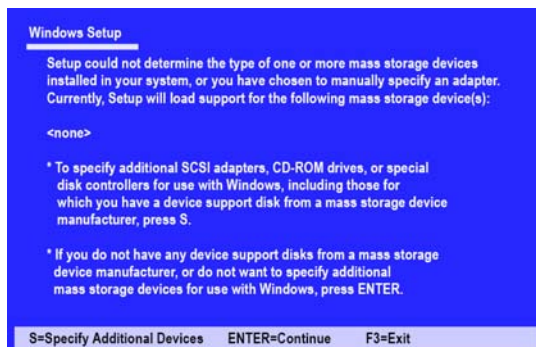 Windows Setup
Setup could not determine the type of one or more mass storage devices
installed in your system, or you have chosen to manually specify an adapter.
Currently, Setup will load support for the following mass storage device(s):
<none>
* To specify additional SCSI adapters, CD-ROM drives, or special
disk controllers for use with Windows, including those for
which you have a device support disk from a mass storage device
manufacturer, press S.
* If you do not have any device support disks from a mass storage
device manufacturer, or do not want to specify additional
mass storage devices for use with Windows, press ENTER.
S=Specify Additional Devices ENTER=Continue F3=Exit